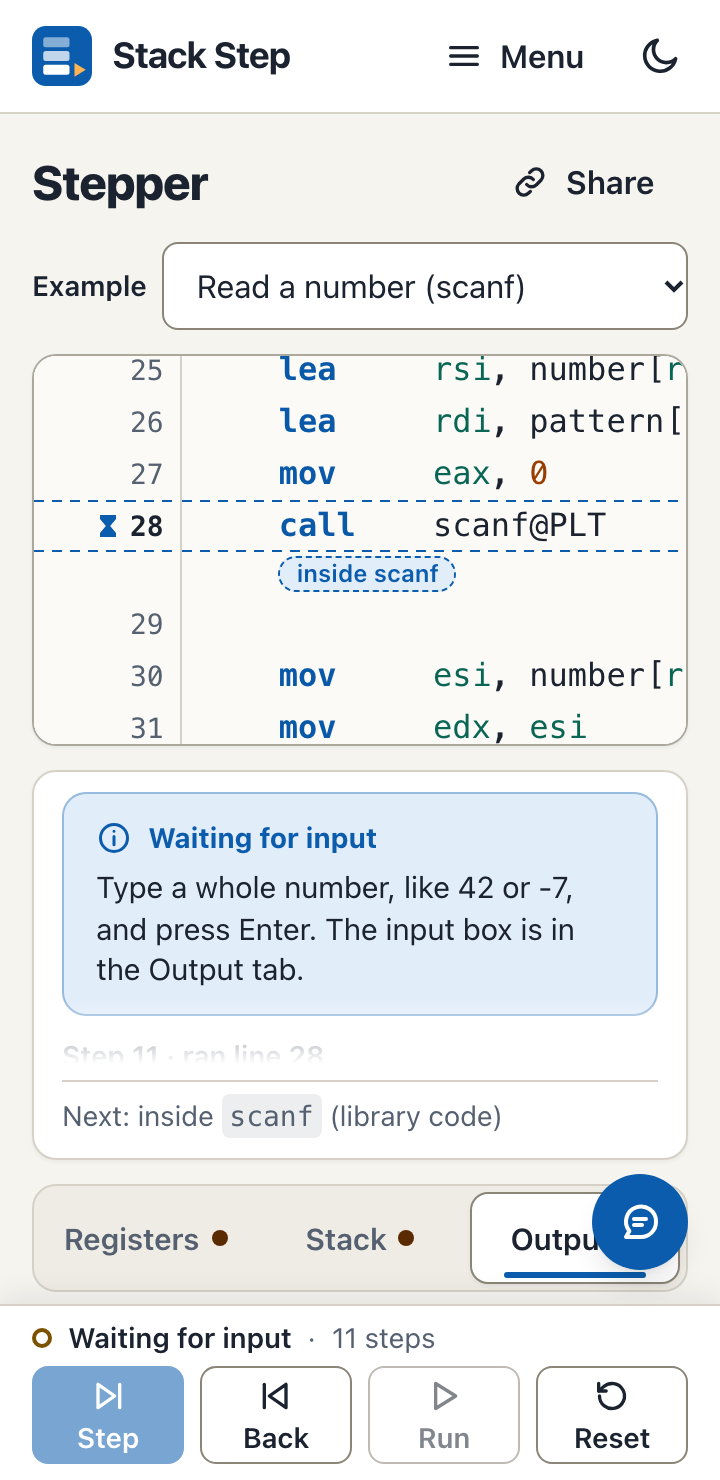 Stack Step
Menu
Stepper
Share
Example
Read a number (scanf)
25 lea rsi, number[r
26 lea rdi, pattern[
27 mov eax, 0
28 call scanf@PLT
inside scanf
29
30 mov esi, number[r
31 mov edx, esi
Waiting for input
Type a whole number, like 42 or -7,
and press Enter. The input box is in
the Output tab.
Step 11 · ran line 28
Next: inside scanf (library code)
Registers
Stack
Outpu
Waiting for input · 11 steps
Step
Back
Run
Reset